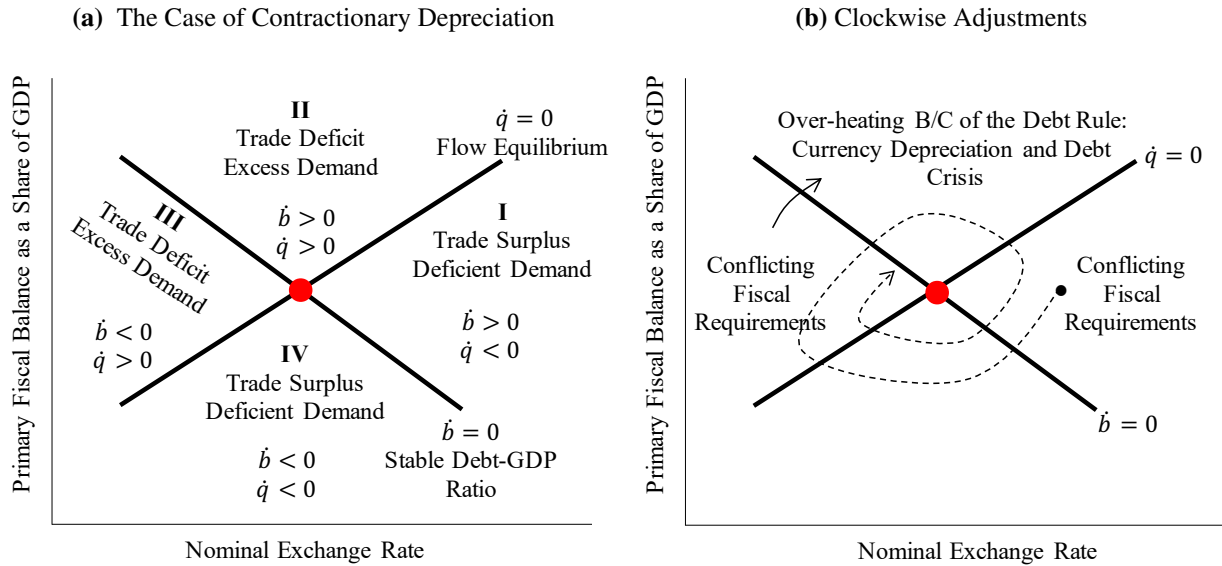 (a) The Case of Contractionary Depreciation
Primary Fiscal Balance as a Share of GDP
II
Trade Deficit
Excess Demand
q̇ = 0
Flow Equilibrium
III
Trade Deficit
Excess Demand
ḃ > 0
q̇ > 0
I
Trade Surplus
Deficient Demand
ḃ < 0
q̇ > 0
ḃ > 0
q̇ < 0
IV
Trade Surplus
Deficient Demand
ḃ < 0
q̇ < 0
ḃ = 0
Stable Debt-GDP
Ratio
Nominal Exchange Rate
(b) Clockwise Adjustments
Primary Fiscal Balance as a Share of GDP
Over-heating B/C of the Debt Rule:
Currency Depreciation and Debt
Crisis
q̇ = 0
Conflicting
Fiscal
Requirements
Conflicting
Fiscal
Requirements
ḃ = 0
Nominal Exchange Rate